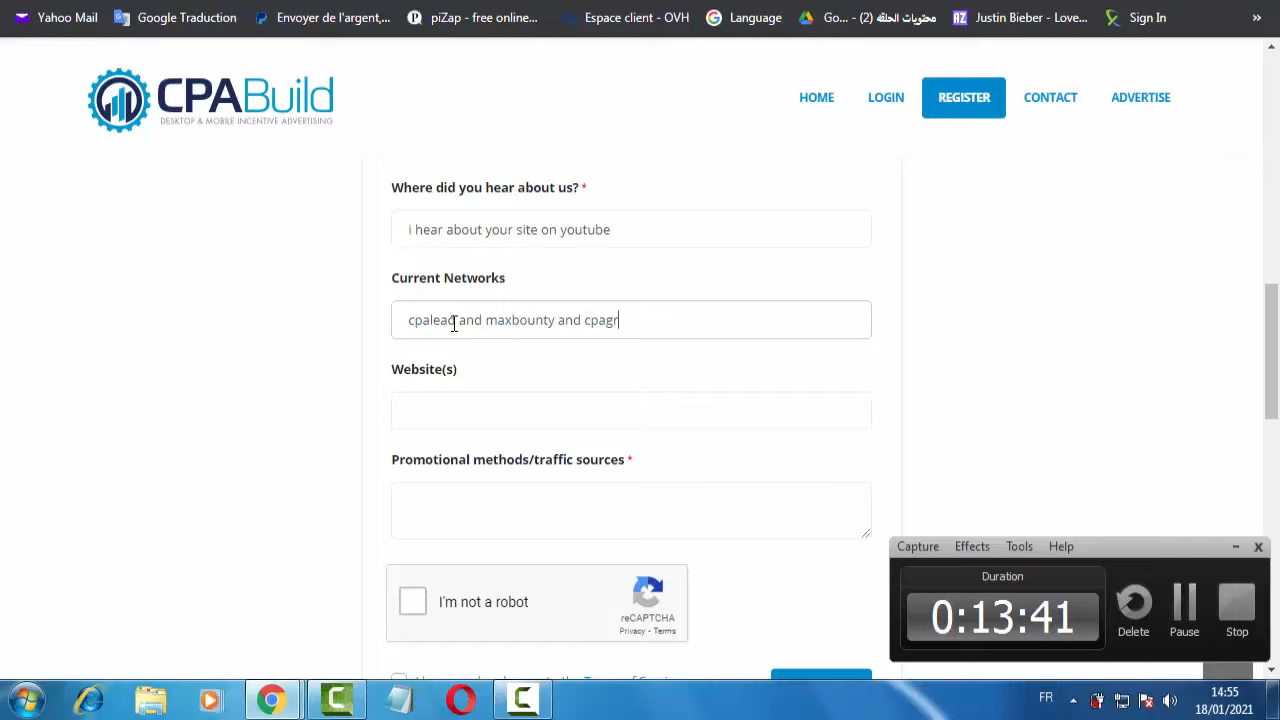 Yahoo Mail
Google Traduction
Envoyer de l'argent,...
piZap - free online...
Espace client - OVH
Language
Go... - (2) محتويات الحلقة
Justin Bieber - Love...
Sign In
»
CPABuild
DESKTOP & MOBILE INCENTIVE ADVERTISING
HOME
LOGIN
REGISTER
CONTACT
ADVERTISE
Where did you hear about us? *
i hear about your site on youtube
Current Networks
cpalead and maxbounty and cpagr
Website(s)
Promotional methods/traffic sources *
I'm not a robot
reCAPTCHA
Privacy - Terms
Capture
Effects
Tools
Help
Duration
0:13:41
Delete
Pause
Stop
FR
14:55
18/01/2021